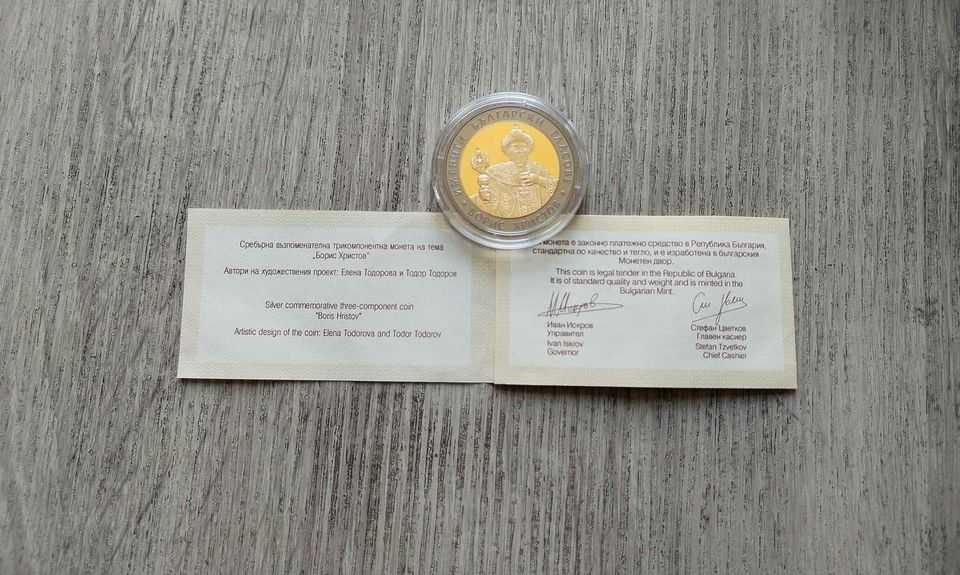 ВЕЛИКИТЕ БЪЛГАРСКИ ГЛАСОВЕ
БОРИС ХРИСТОВ
Сребърна възпоменателна трикомпонентна монета на тема
„Борис Христов"
Автори на художествения проект: Елена Тодорова и Тодор Тодоров
Silver commemorative three-component coin
"Boris Hristov"
Artistic design of the coin: Elena Todorova and Todor Todorov
монета е законно платежно средство в Република България,
стандартна по качество и тегло, и е изработена в българския
Монетен двор.
This coin is legal tender in the Republic of Bulgaria.
It is of standard quality and weight and is minted in the
Bulgarian Mint.
Иван Искров
Управител
Ivan Iskrov
Governor
Стефан Цветков
Главен касиер
Stefan Tzvetkov
Chief Cashier